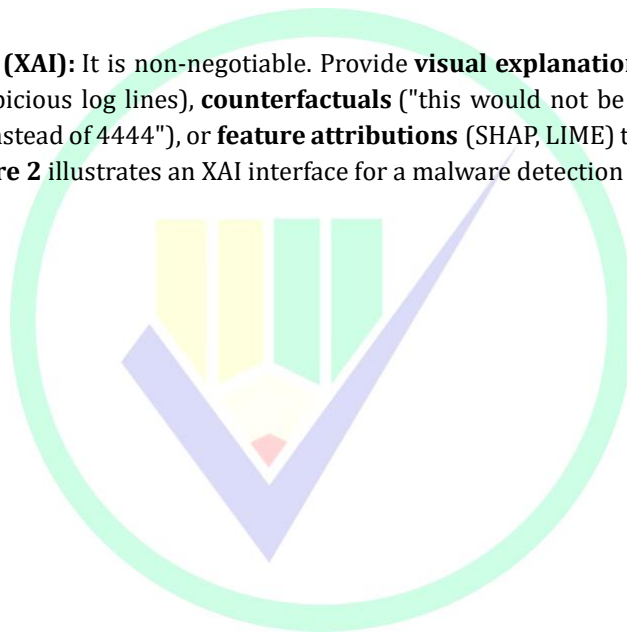 (XAI): It is non-negotiable. Provide visual explanation
picious log lines), counterfactuals ("this would not be
nstead of 4444"), or feature attributions (SHAP, LIME) t
re 2 illustrates an XAI interface for a malware detection